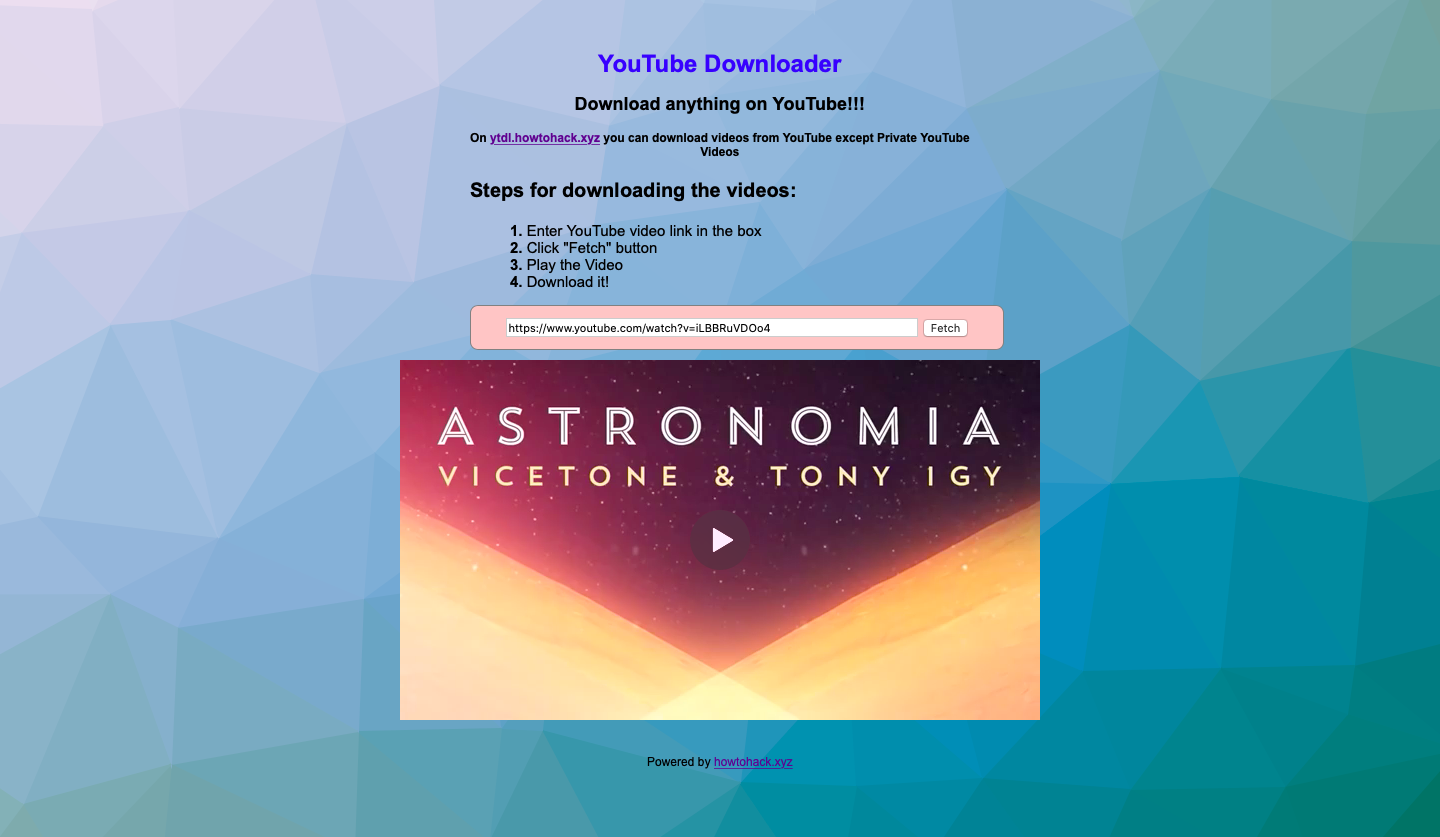 YouTube Downloader
Download anything on YouTube!!!
On ytdl.howtohack.xyz you can download videos from YouTube except Private YouTube
Videos
Steps for downloading the videos:
1. Enter YouTube video link in the box
2. Click "Fetch" button
3. Play the Video
4. Download it!
https://www.youtube.com/watch?v=iLBBRuVDOo4 Fetch
ASTRONOMIA
VICETONE & TONY IGY
Powered by howtohack.xyz